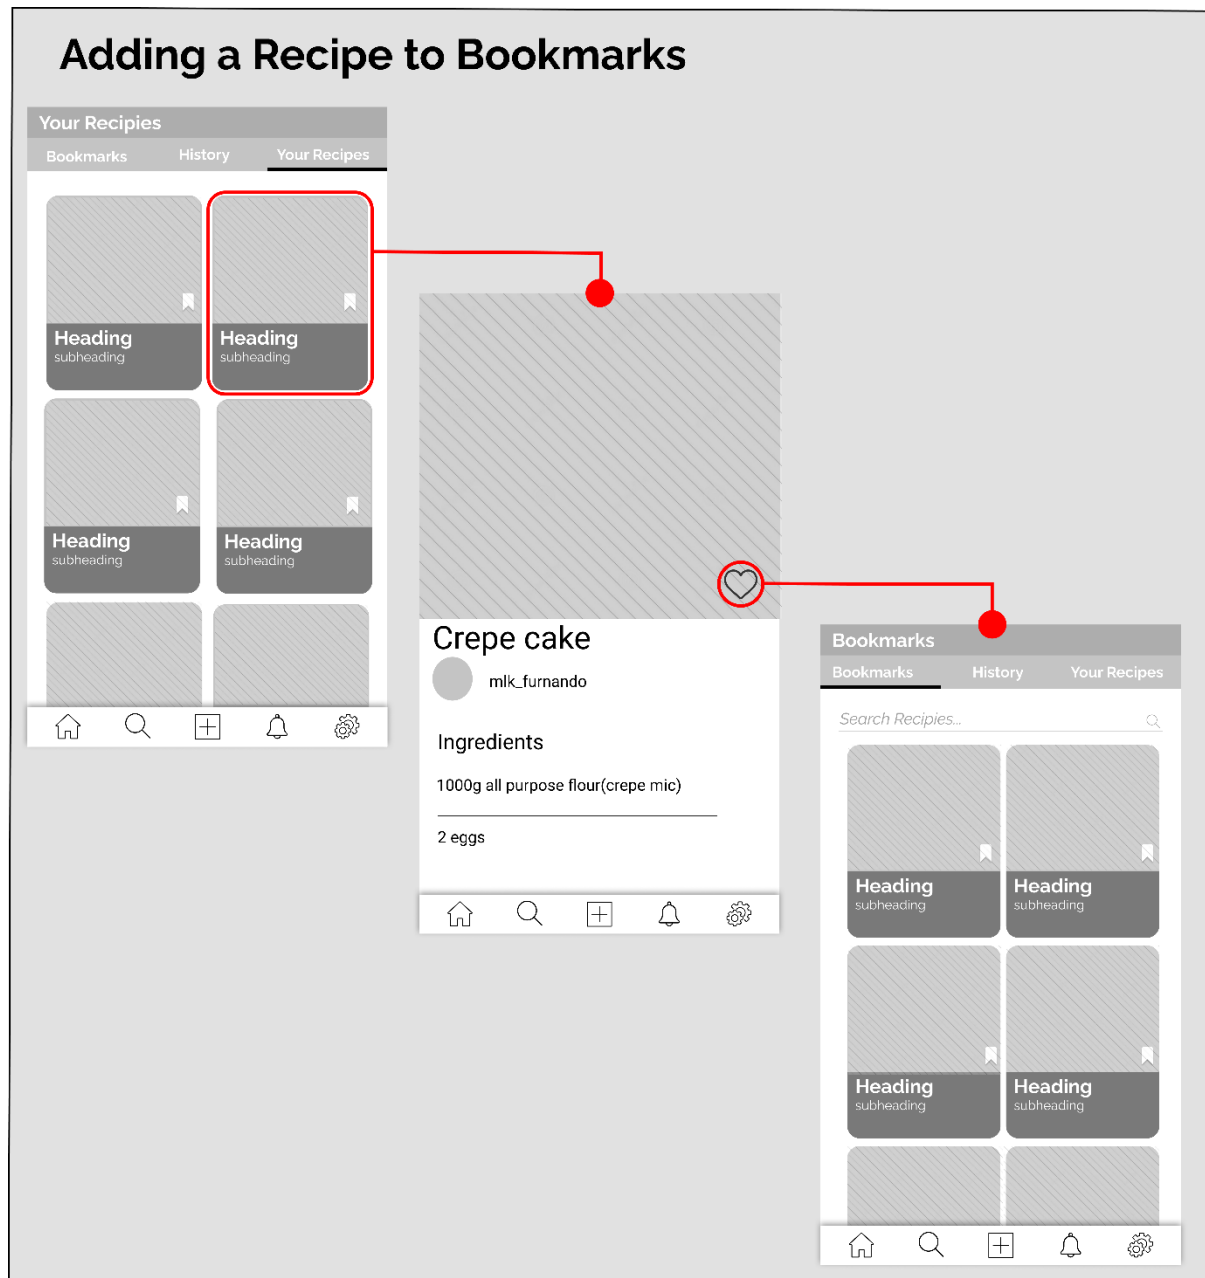 Adding a Recipe to Bookmarks
Your Recipies
Bookmarks History Your Recipes
Heading Heading
subheading subheading
Heading Heading
subheading subheading
Crepe cake
mlk_furnando
Ingredients
1000g all purpose flour(crepe mic)
2 eggs
Bookmarks
Bookmarks History Your Recipes
Search Recipies...
Heading Heading
subheading subheading
Heading Heading
subheading subheading